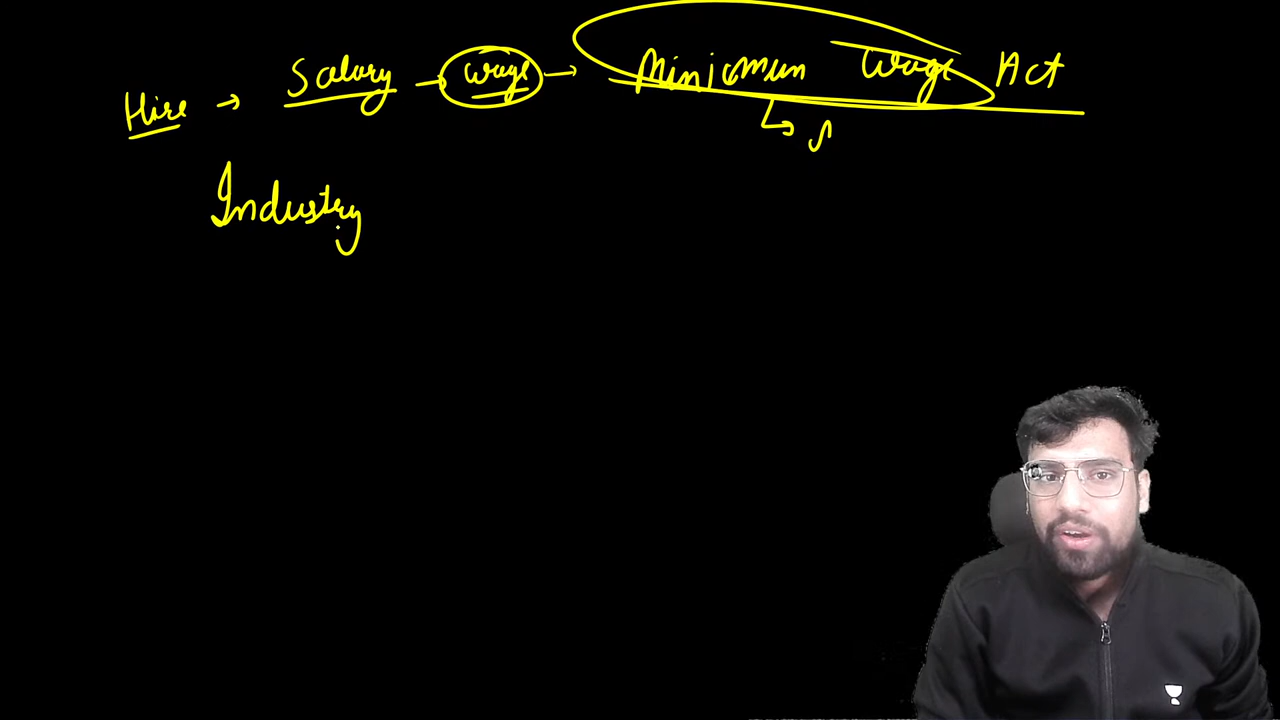 Hire → Salary → Wage → Minimum Wage Act
↳ S
Industry